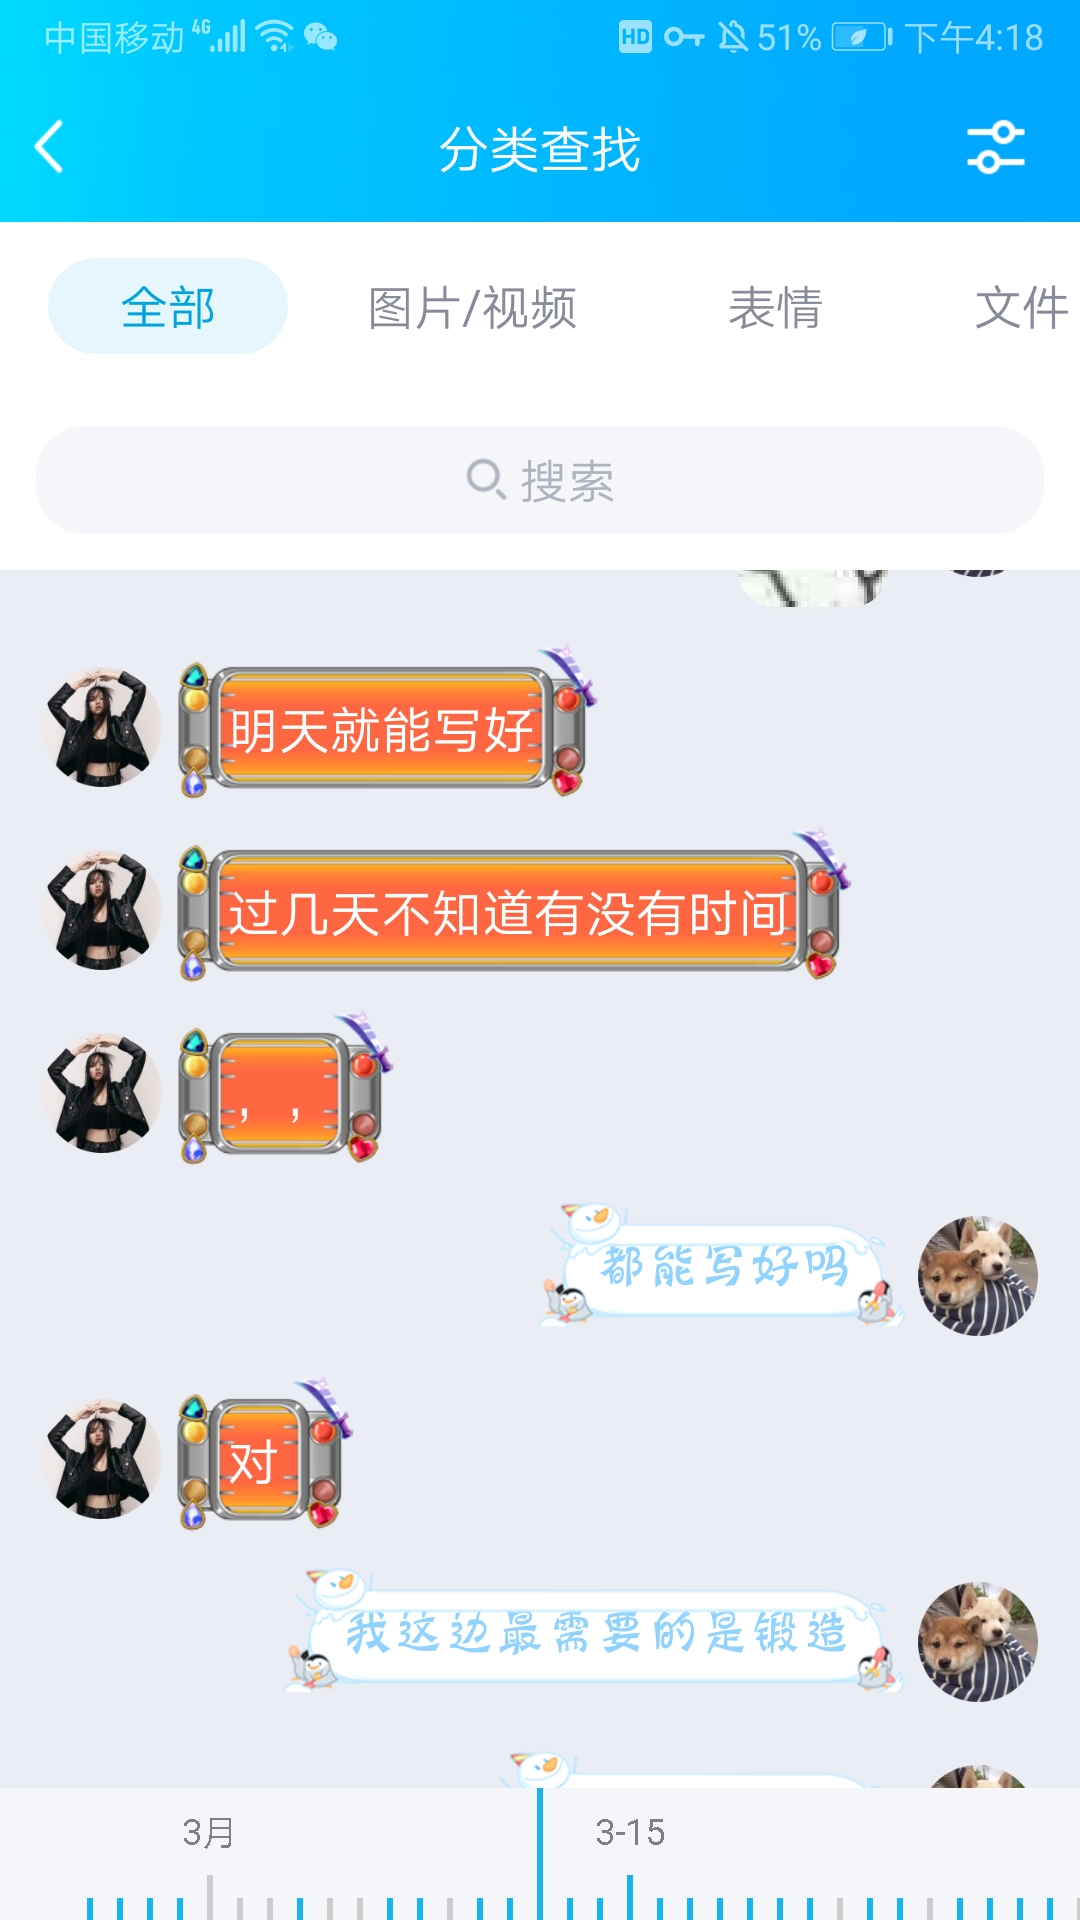 中国移动 4G HD 51% 下午4:18
分类查找
全部 图片/视频 表情 文件
搜索
明天就能写好
过几天不知道有没有时间
，，
都能写好吗
对
我这边最需要的是锻造
3月 3-15